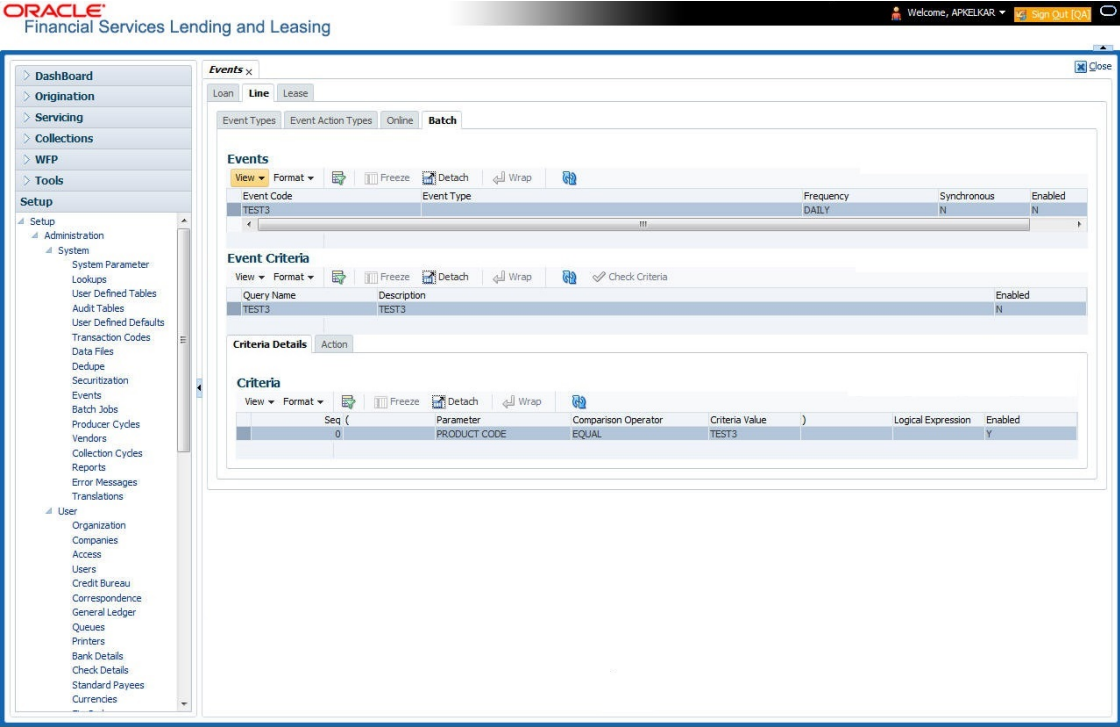 ORACLE
Financial Services Lending and Leasing
Welcome, APKELKAR
Sign Out [QA]
DashBoard
Origination
Servicing
Collections
WFP
Tools
Setup
Setup
Administration
System
System Parameter
Lookups
User Defined Tables
Audit Tables
User Defined Defaults
Transaction Codes
Data Files
Dedupe
Securitization
Events
Batch Jobs
Producer Cycles
Vendors
Collection Cycles
Reports
Error Messages
Translations
User
Organization
Companies
Access
Users
Credit Bureau
Correspondence
General Ledger
Queues
Printers
Bank Details
Check Details
Standard Payees
Currencies
Events
Close
Loan Line Lease
Event Types Event Action Types Online Batch
Events
View Format Freeze Detach Wrap
Event Code Event Type Frequency Synchronous Enabled
TEST3 DAILY N N
Event Criteria
View Format Freeze Detach Wrap Check Criteria
Query Name Description Enabled
TEST3 TEST3 N
Criteria Details Action
Criteria
View Format Freeze Detach Wrap
Seq ( Parameter Comparison Operator Criteria Value ) Logical Expression Enabled
0 PRODUCT CODE EQUAL TEST3 Y